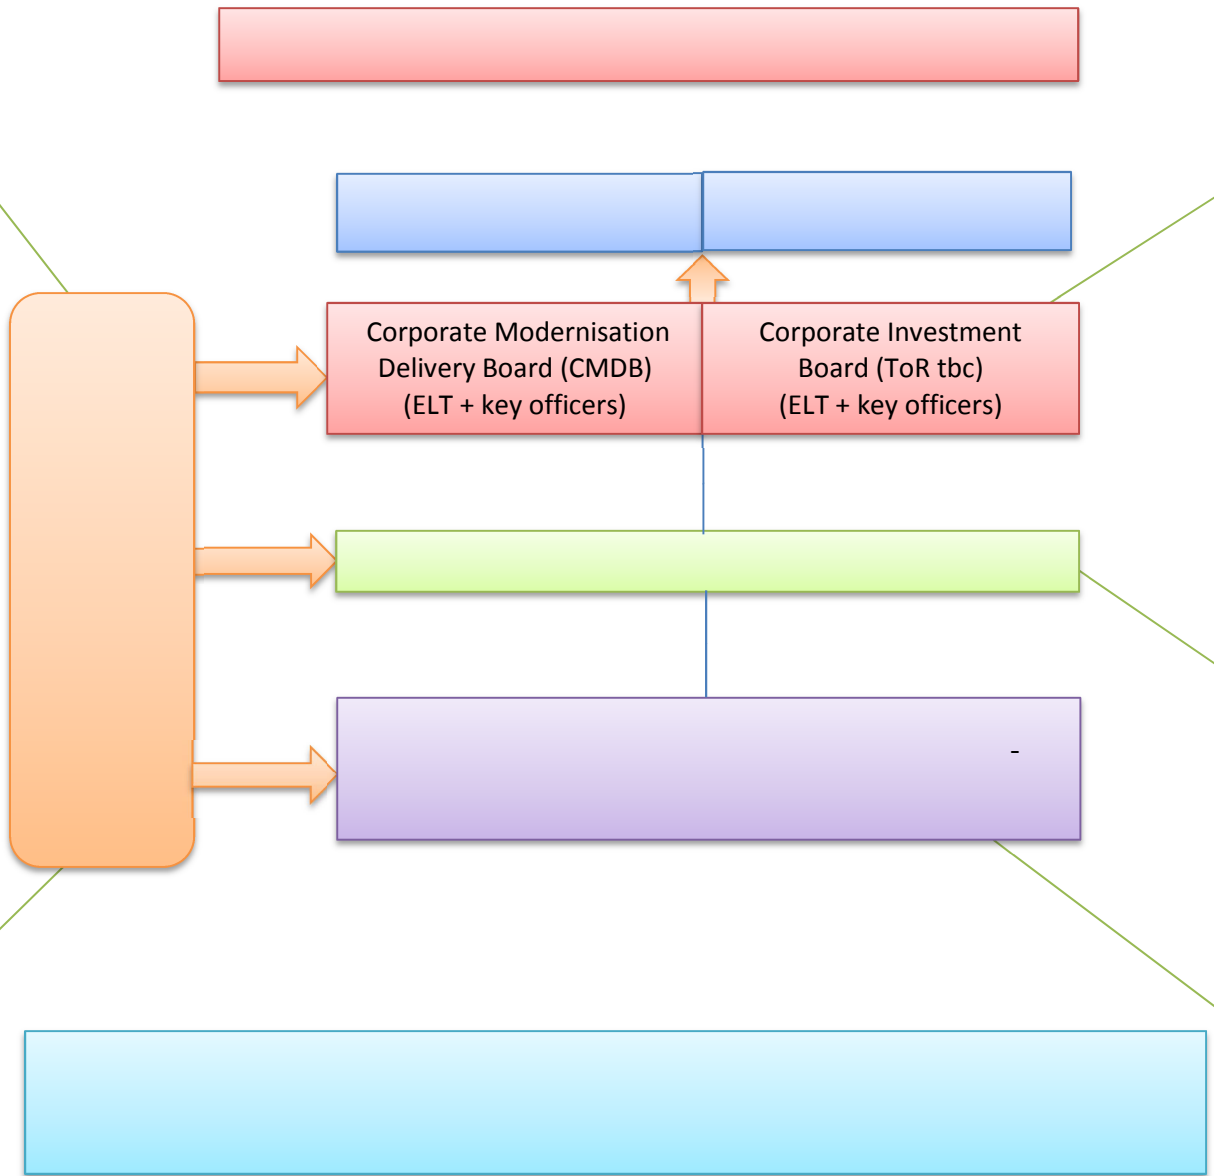 Corporate Modernisation
Delivery Board (CMDB)
(ELT + key officers)
Corporate Investment
Board (ToR tbc)
(ELT + key officers)
-